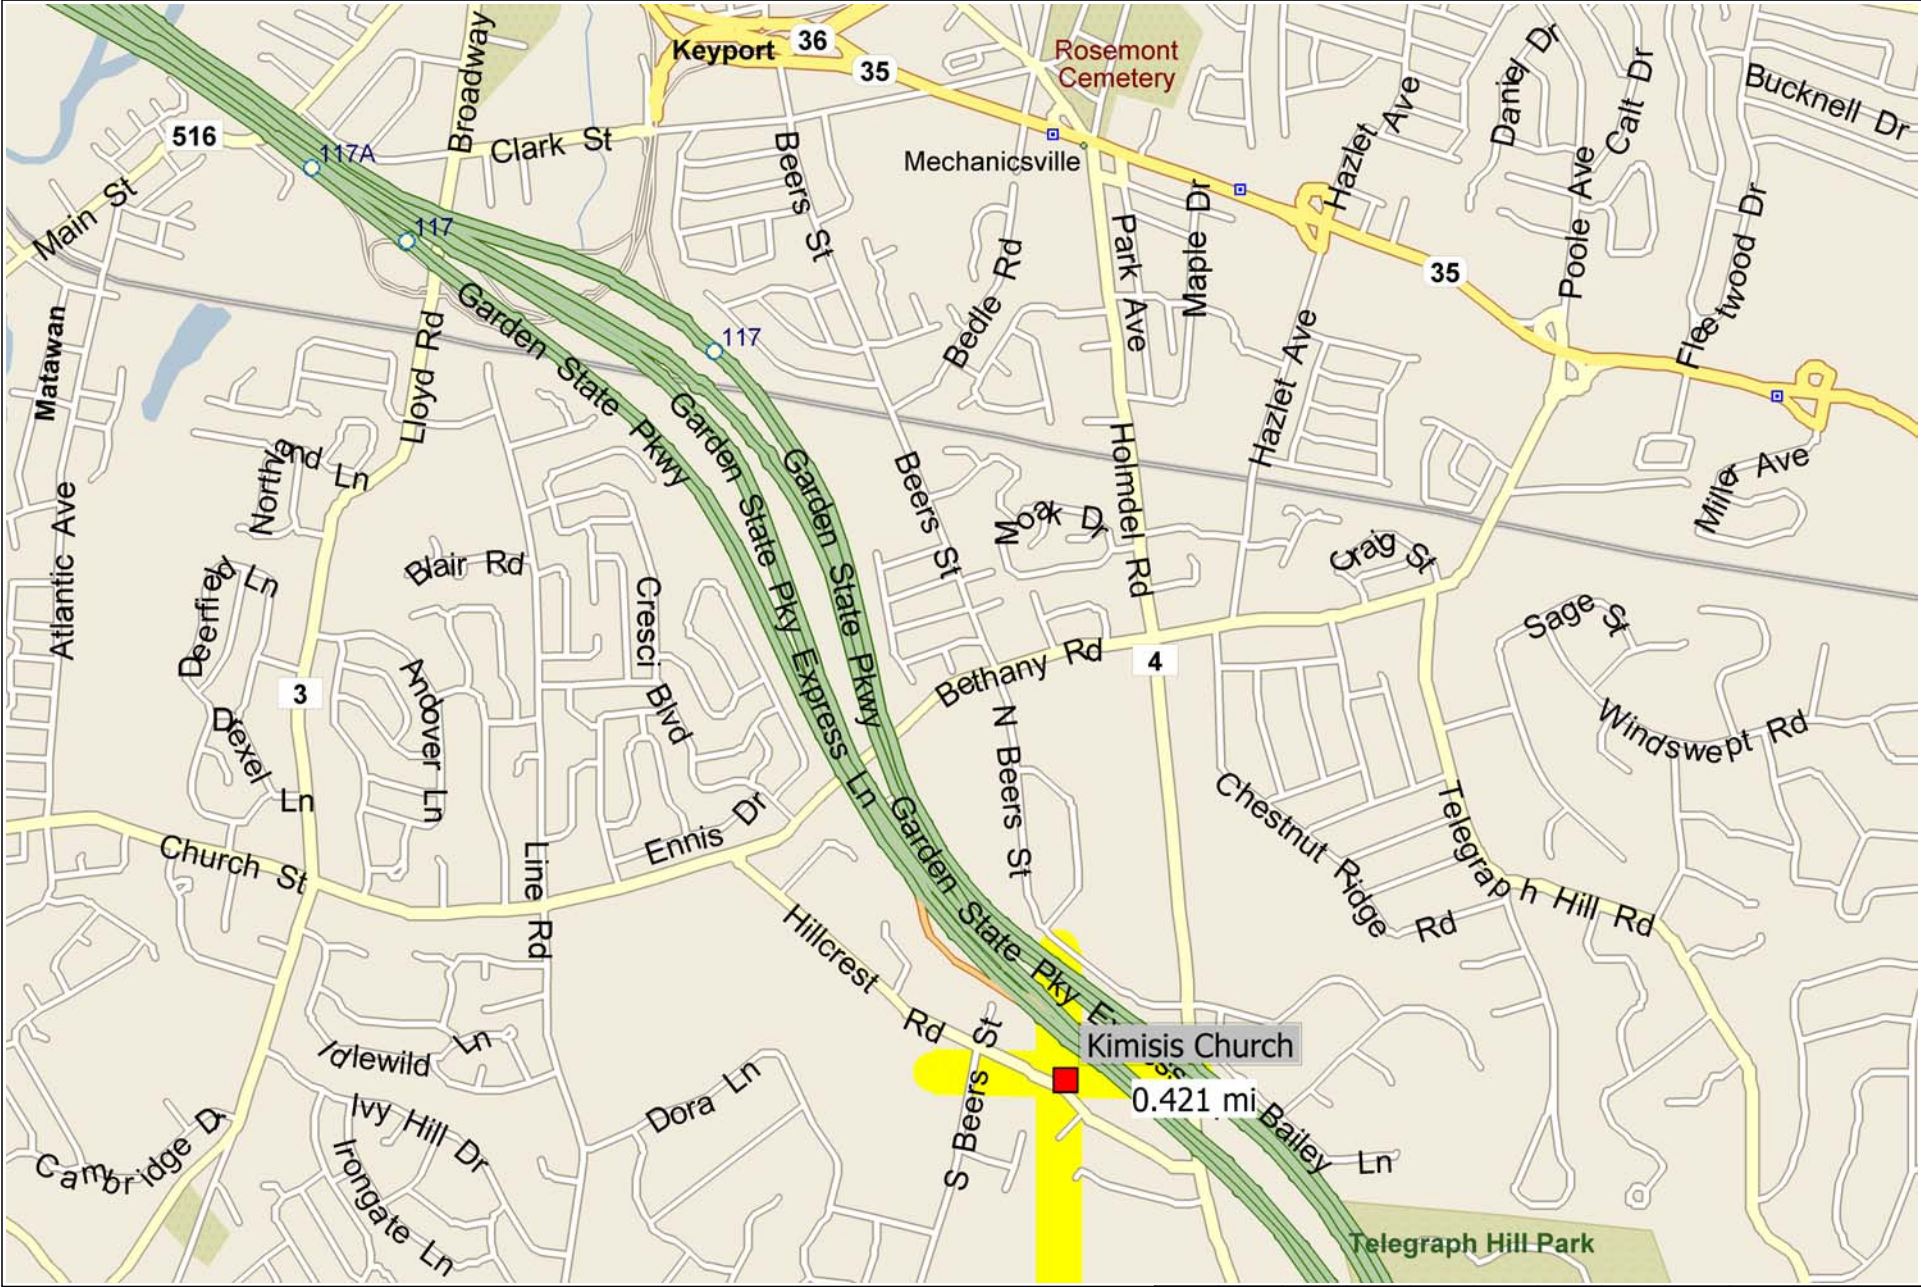 Broadway
Keyport
36
35
Rosemont
Cemetery
Hazlet Ave
Daniel Dr
Calt Dr
Bucknell Dr
516
117A
Clark St
Beers St
Mechanicsville
Main St
117
Bedle Rd
Park Ave
Maple Dr
35
Poole Ave
Fleetwood Dr
Matawan
Lloyd Rd
Garden State Pkwy
117
Hazlet Ave
Garden State Pky Express Ln
Garden State Pkwy
Northland Ln
Beers St
Holmdel Rd
Miller Ave
Atlantic Ave
Moak Dr
Craig St
Deerfield Ln
Blair Rd
Cresci Blvd
Sage St
Bethany Rd
4
3
Andover Ln
Drexel Ln
N Beers St
Windswept Rd
Chestnut Ridge Rd
Telegraph Hill Rd
Church St
Ennis Dr
Line Rd
Hillcrest Rd
Garden State Pky Ex
ss
Kimisis Church
0.421 mi
Idlewild Ln
Ivy Hill Dr
Dora Ln
S Beers St
Bailey Ln
Cambridge Dr
Irongate Ln
Telegraph Hill Park